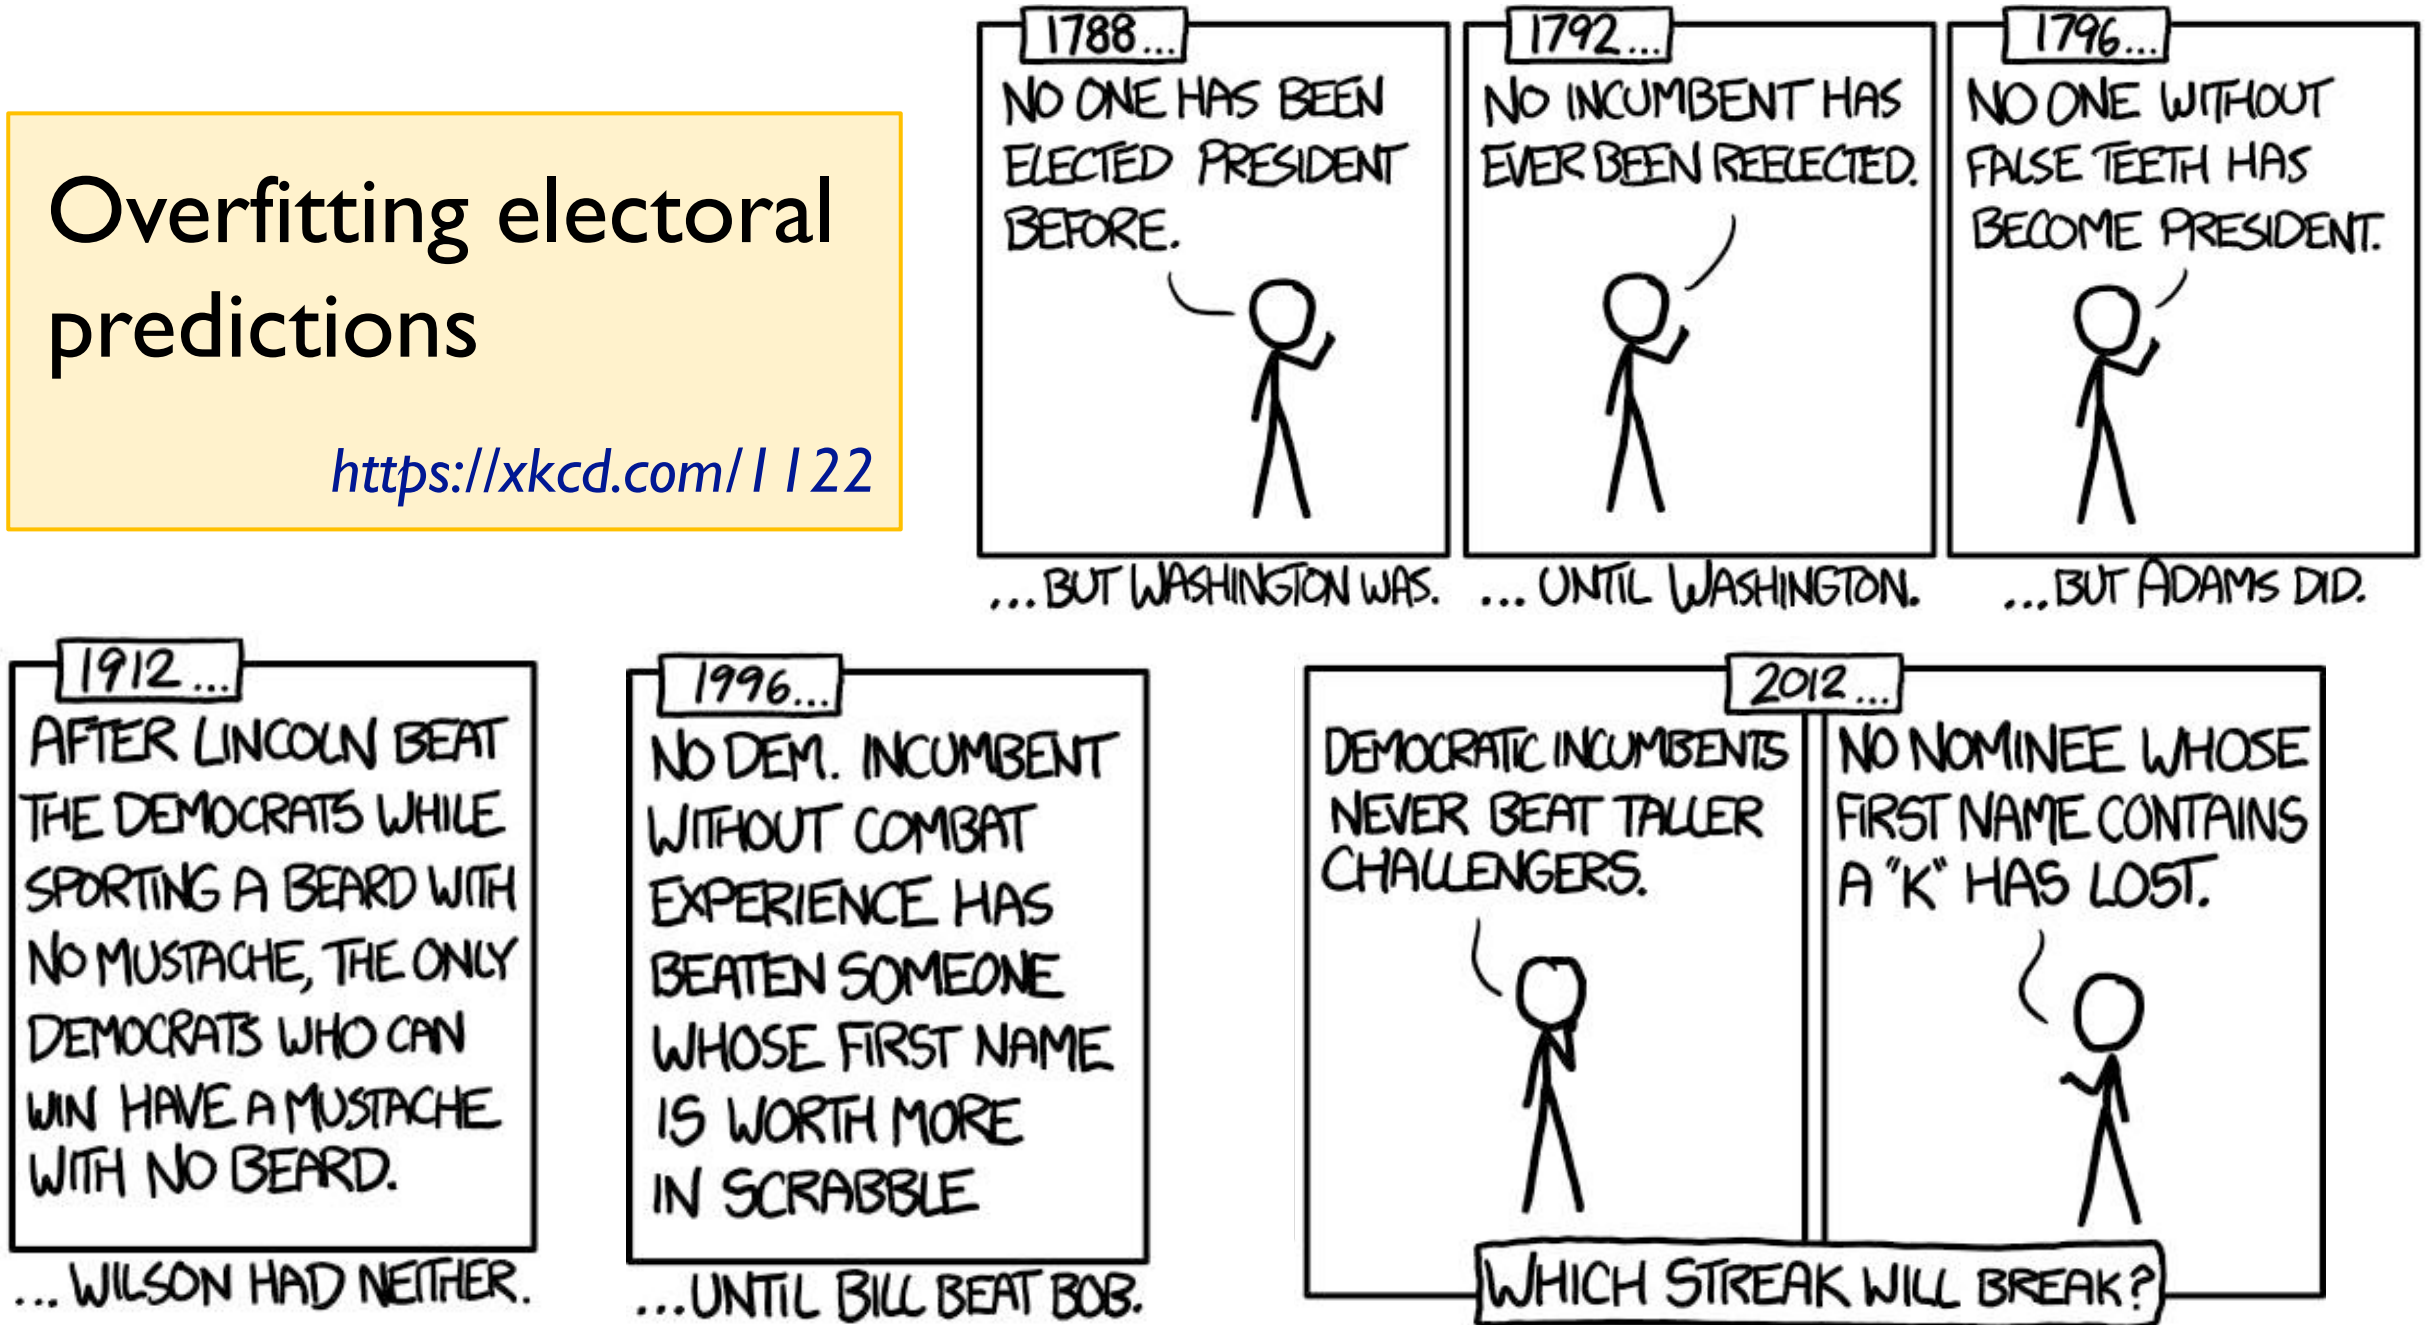 Overfitting electoral
predictions
https://xkcd.com/1122
1788...
NO ONE HAS BEEN
ELECTED PRESIDENT
BEFORE.
...BUT WASHINGTON WAS.
1792...
NO INCUMBENT HAS
EVER BEEN REELECTED.
...UNTIL WASHINGTON.
1796...
NO ONE WITHOUT
FALSE TEETH HAS
BECOME PRESIDENT.
...BUT ADAMS DID.
1912...
AFTER LINCOLN BEAT
THE DEMOCRATS WHILE
SPORTING A BEARD WITH
NO MUSTACHE, THE ONLY
DEMOCRATS WHO CAN
WIN HAVE A MUSTACHE
WITH NO BEARD.
...WILSON HAD NEITHER.
1996...
NO DEM. INCUMBENT
WITHOUT COMBAT
EXPERIENCE HAS
BEATEN SOMEONE
WHOSE FIRST NAME
IS WORTH MORE
IN SCRABBLE
...UNTIL BILL BEAT BOB.
2012...
DEMOCRATIC INCUMBENTS
NEVER BEAT TALLER
CHALLENGERS.
NO NOMINEE WHOSE
FIRST NAME CONTAINS
A "K" HAS LOST.
WHICH STREAK WILL BREAK?